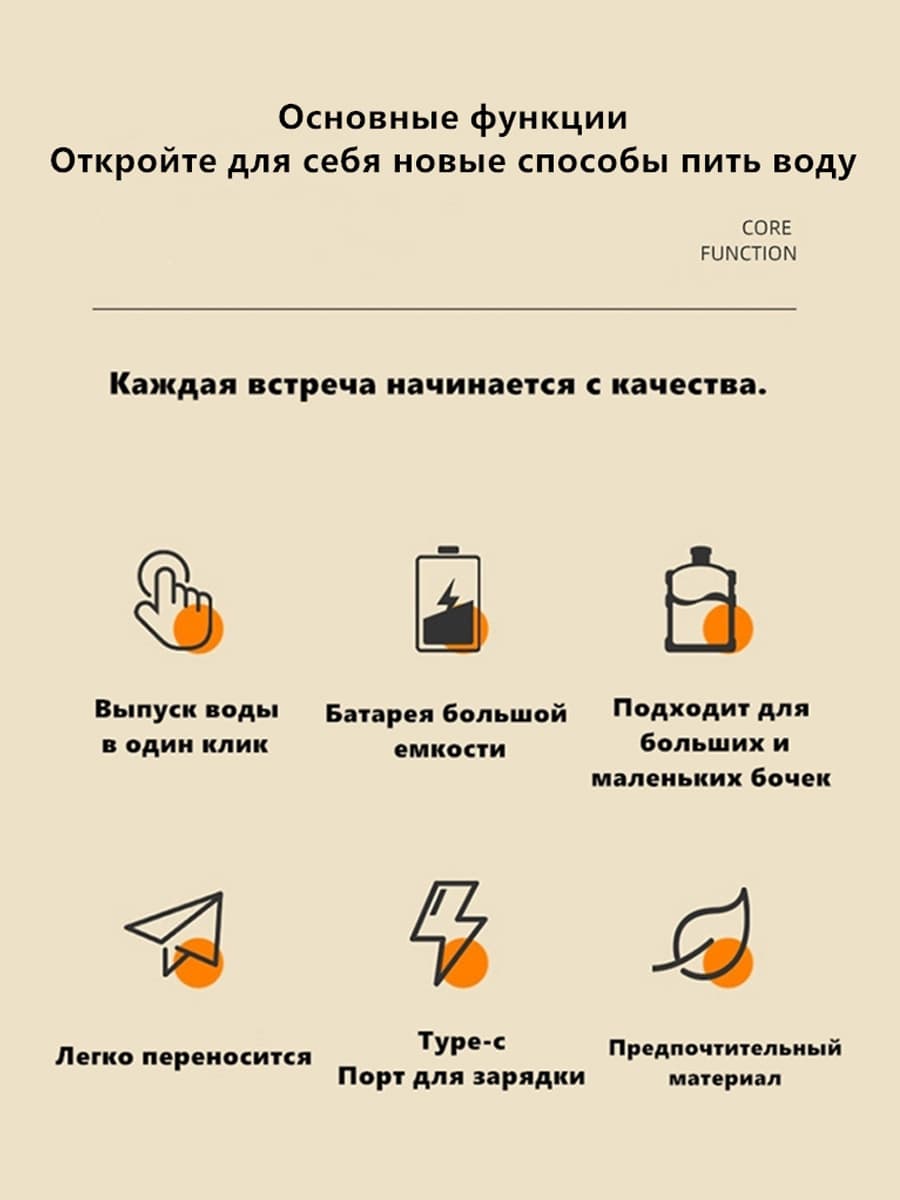 Основные функции
Откройте для себя новые способы пить воду
CORE
FUNCTION
Каждая встреча начинается с качества.
Выпуск воды
в один клик
Батарея большой
емкости
Подходит для
больших и
маленьких бочек
Легко переносится
Type-c
Порт для зарядки
Предпочтительный
материал